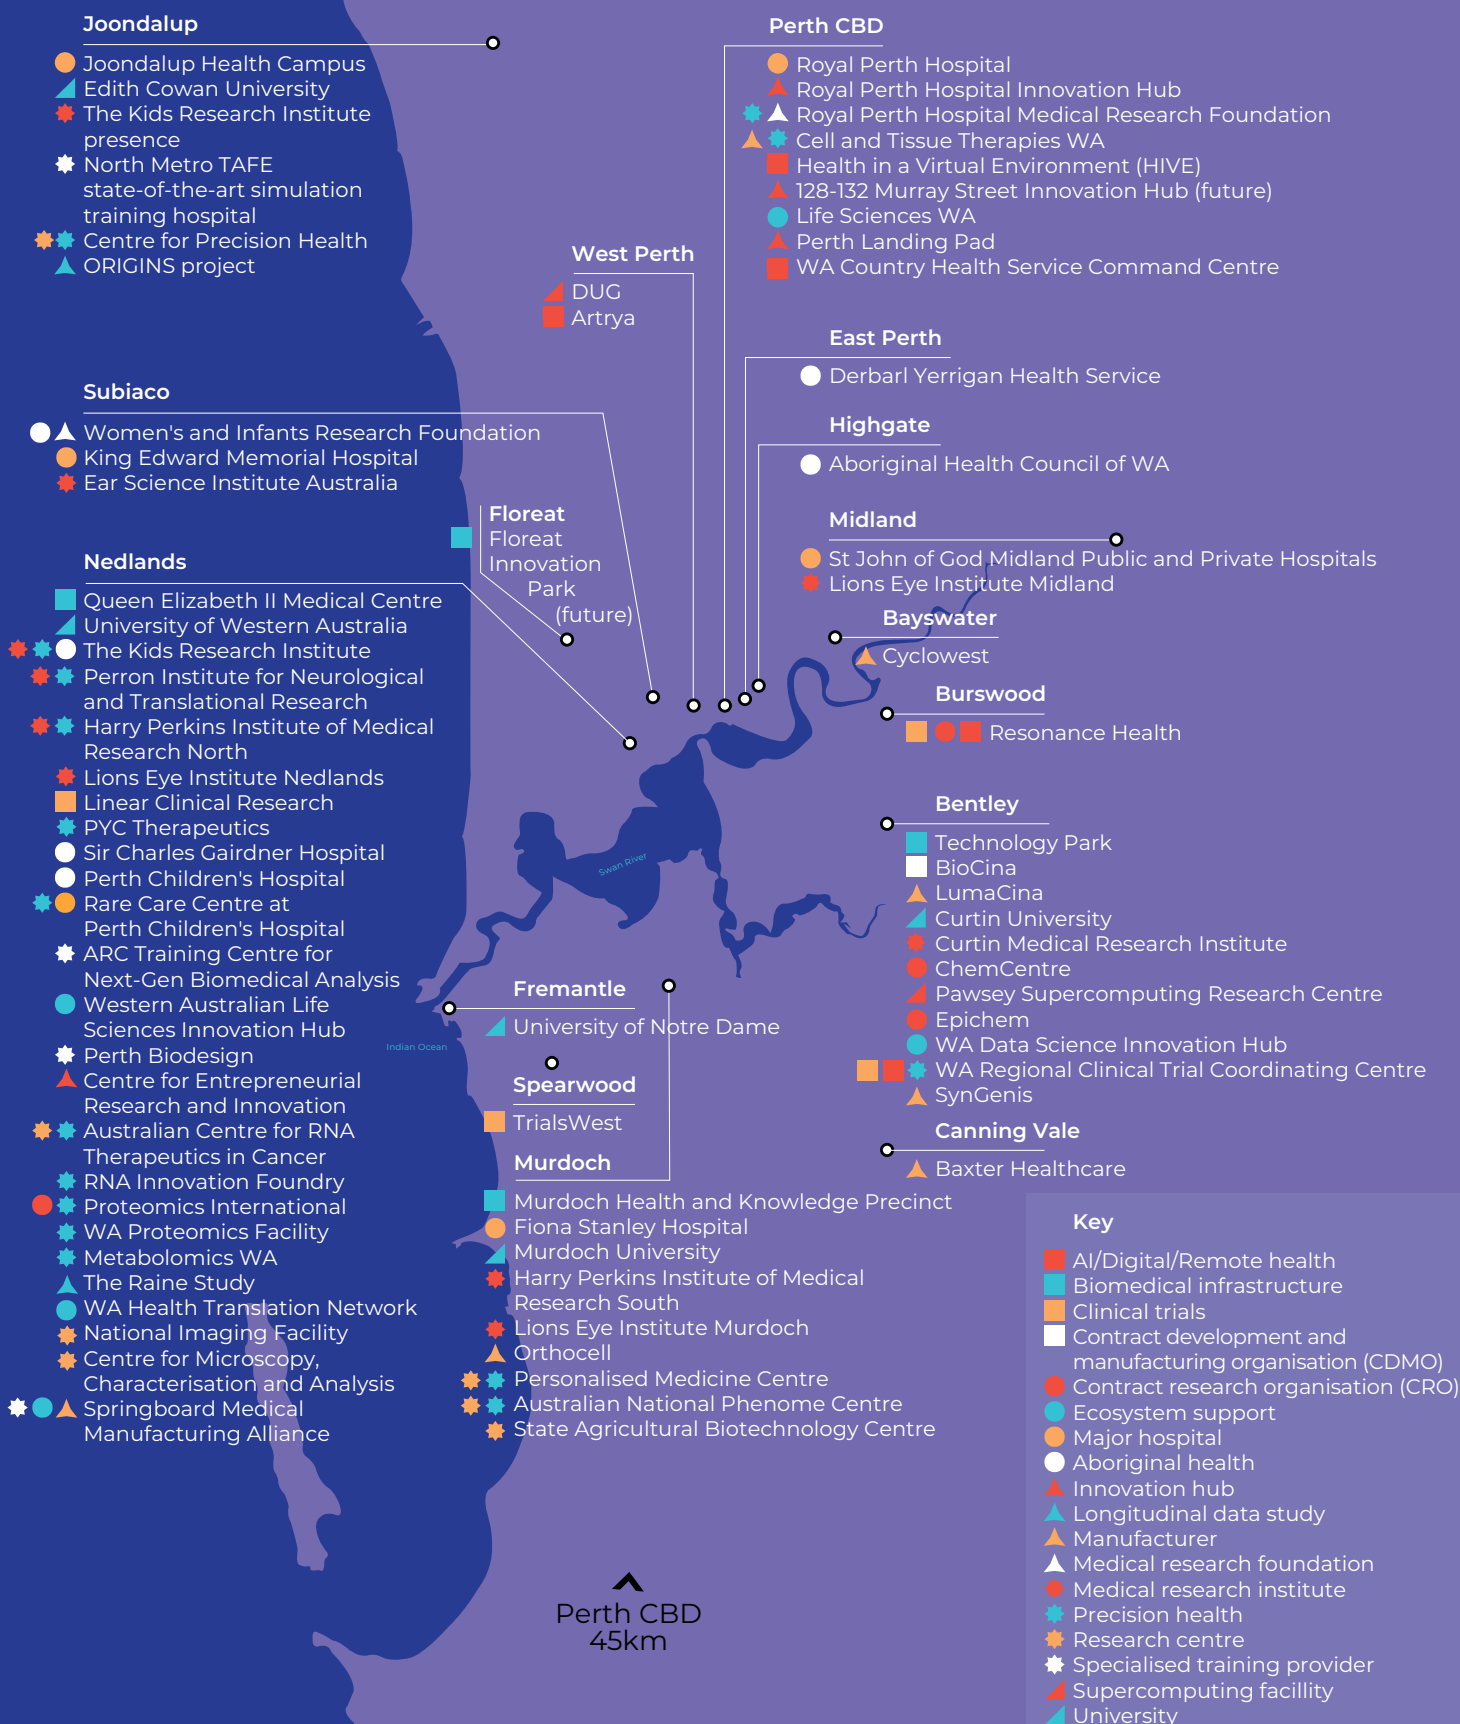 Joondalup
Joondalup Health Campus
Edith Cowan University
The Kids Research Institute
presence
North Metro TAFE
state-of-the-art simulation
training hospital
Centre for Precision Health
ORIGINS project
Perth CBD
Royal Perth Hospital
Royal Perth Hospital Innovation Hub
Royal Perth Hospital Medical Research Foundation
Cell and Tissue Therapies WA
Health in a Virtual Environment (HIVE)
128-132 Murray Street Innovation Hub (future)
Life Sciences WA
Perth Landing Pad
WA Country Health Service Command Centre
West Perth
DUG
Artrya
East Perth
Derbarl Yerrigan Health Service
Subiaco
Women's and Infants Research Foundation
King Edward Memorial Hospital
Ear Science Institute Australia
Highgate
Aboriginal Health Council of WA
Floreat
Floreat
Innovation
Park
(future)
Midland
St John of God Midland Public and Private Hospitals
Lions Eye Institute Midland
Bayswater
Cyclowest
Burswood
Resonance Health
Nedlands
Queen Elizabeth II Medical Centre
University of Western Australia
The Kids Research Institute
Perron Institute for Neurological
and Translational Research
Harry Perkins Institute of Medical
Research North
Lions Eye Institute Nedlands
Linear Clinical Research
PYC Therapeutics
Sir Charles Gairdner Hospital
Perth Children's Hospital
Rare Care Centre at
Perth Children's Hospital
ARC Training Centre for
Next-Gen Biomedical Analysis
Western Australian Life
Sciences Innovation Hub
Perth Biodesign
Centre for Entrepreneurial
Research and Innovation
Australian Centre for RNA
Therapeutics in Cancer
RNA Innovation Foundry
Proteomics International
WA Proteomics Facility
Metabolomics WA
The Raine Study
WA Health Translation Network
National Imaging Facility
Centre for Microscopy,
Characterisation and Analysis
Springboard Medical
Manufacturing Alliance
Swan River
Indian Ocean
Bentley
Technology Park
BioCina
LumaCina
Curtin University
Curtin Medical Research Institute
ChemCentre
Pawsey Supercomputing Research Centre
Epichem
WA Data Science Innovation Hub
WA Regional Clinical Trial Coordinating Centre
SynGenis
Fremantle
University of Notre Dame
Spearwood
TrialsWest
Canning Vale
Baxter Healthcare
Murdoch
Murdoch Health and Knowledge Precinct
Fiona Stanley Hospital
Murdoch University
Harry Perkins Institute of Medical
Research South
Lions Eye Institute Murdoch
Orthocell
Personalised Medicine Centre
Australian National Phenome Centre
State Agricultural Biotechnology Centre
Perth CBD
45km
Key
AI/Digital/Remote health
Biomedical infrastructure
Clinical trials
Contract development and
manufacturing organisation (CDMO)
Contract research organisation (CRO)
Ecosystem support
Major hospital
Aboriginal health
Innovation hub
Longitudinal data study
Manufacturer
Medical research foundation
Medical research institute
Precision health
Research centre
Specialised training provider
Supercomputing facillity
University